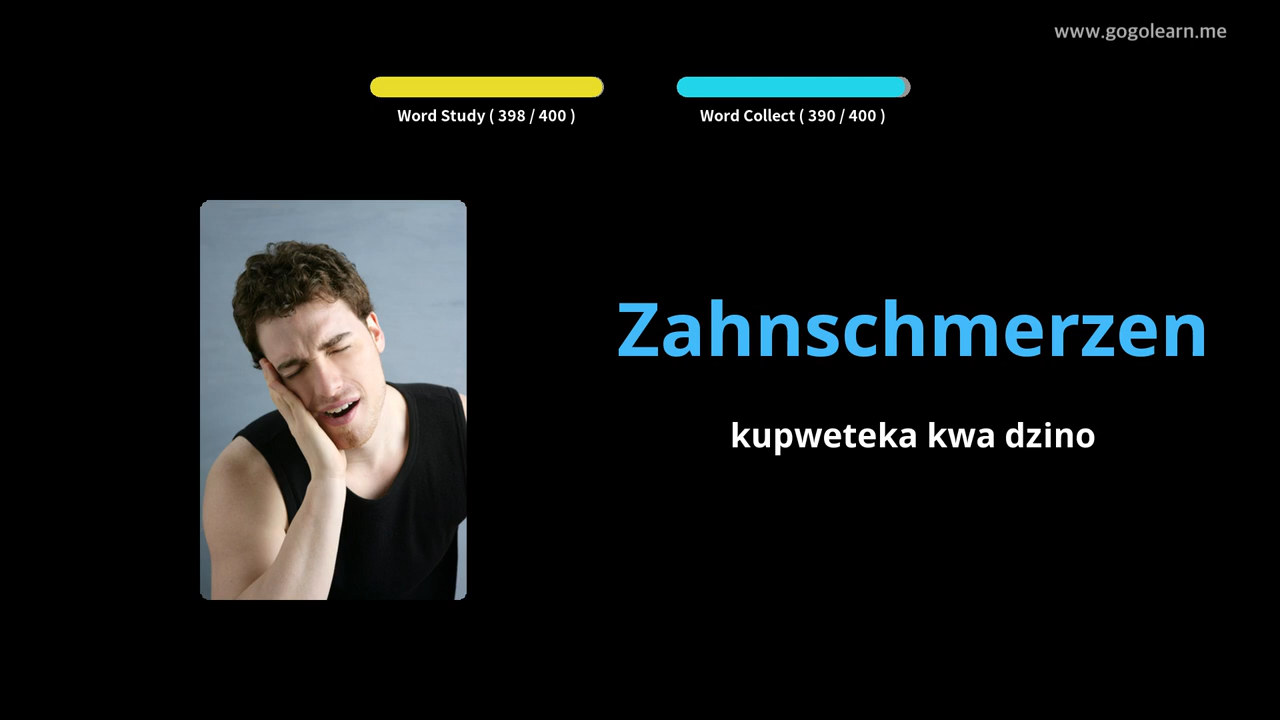 www.gogolearn.me
Word Study ( 398 / 400 )
Word Collect ( 390 / 400 )
Zahnschmerzen
kupweteka kwa dzino